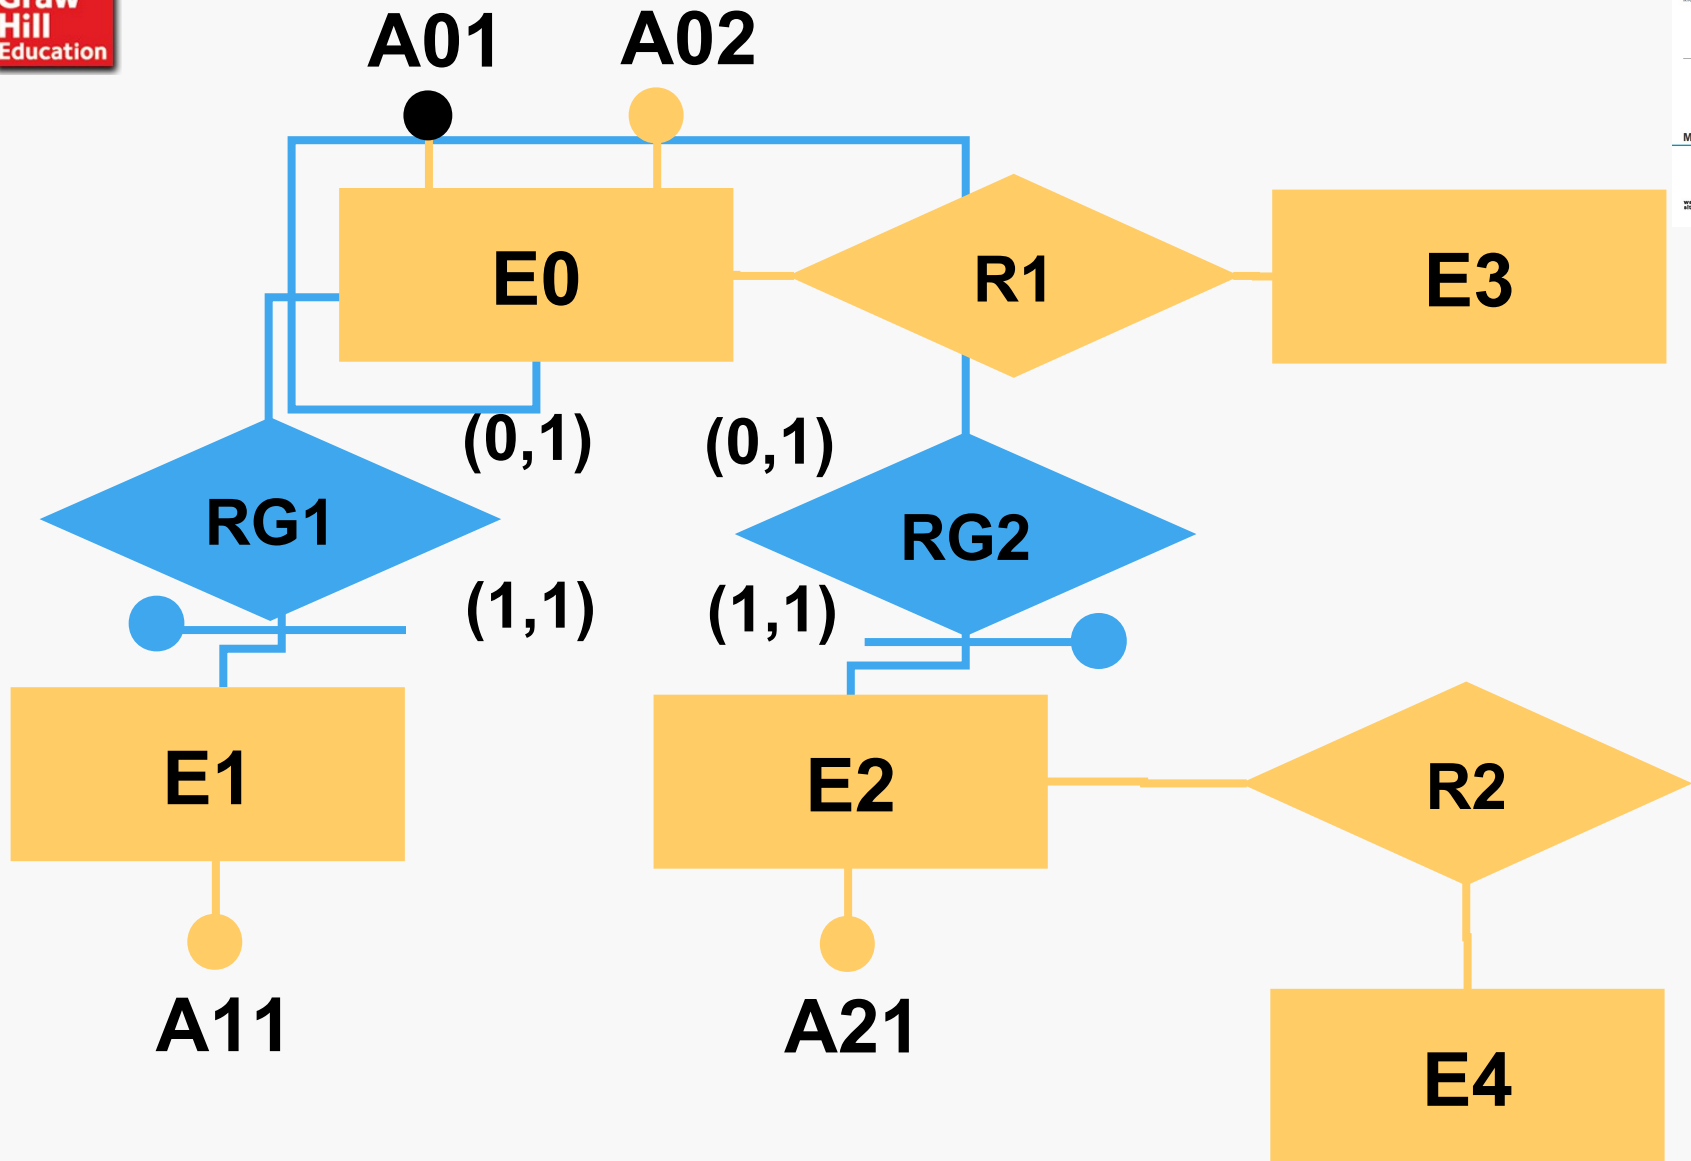 Graw
Hill
Education
A01
A02
E0
R1
E3
(0,1)
(0,1)
RG1
RG2
(1,1)
(1,1)
E1
E2
R2
A11
A21
E4
M